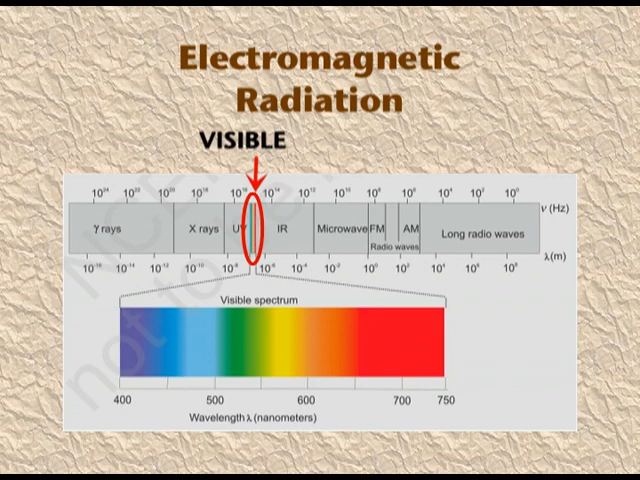 Electromagnetic
Radiation
VISIBLE
10²⁴ 10²² 10²⁰ 10¹⁸ 10¹⁶ 10¹⁴ 10¹² 10¹⁰ 10⁸ 10⁶ 10⁴ 10² 10⁰
ν (Hz)
γ rays X rays UV IR Microwave FM AM Long radio waves
Radio waves
λ(m)
10⁻¹⁶ 10⁻¹⁴ 10⁻¹² 10⁻¹⁰ 10⁻⁸ 10⁻⁶ 10⁻⁴ 10⁻² 10⁰ 10² 10⁴ 10⁶ 10⁸
Visible spectrum
400 500 600 700 750
Wavelength λ (nanometers)